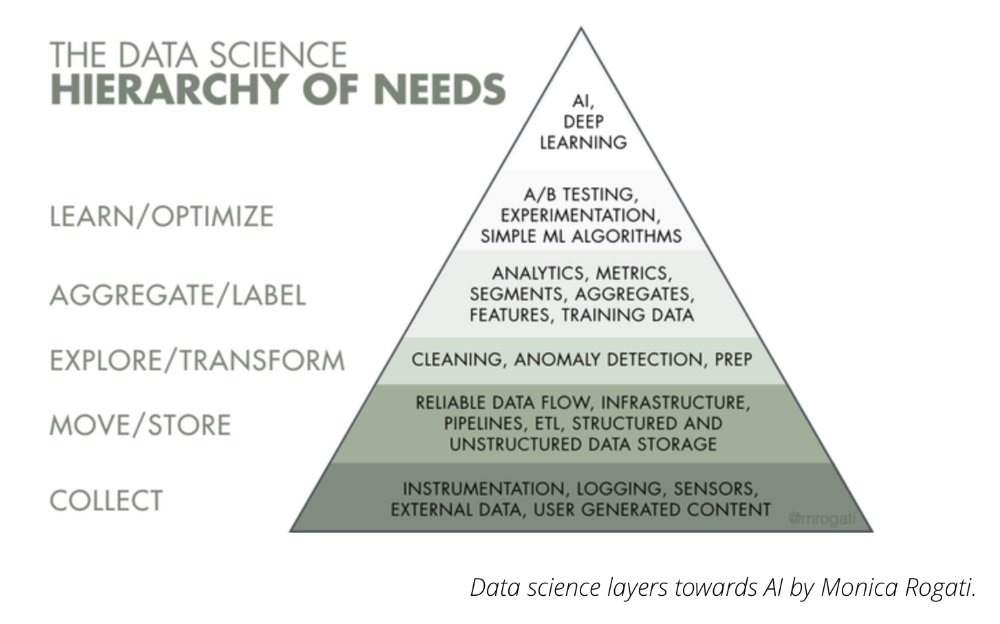 THE DATA SCIENCE
HIERARCHY OF NEEDS
AI,
DEEP
LEARNING
LEARN/OPTIMIZE
A/B TESTING,
EXPERIMENTATION,
SIMPLE ML ALGORITHMS
AGGREGATE/LABEL
ANALYTICS, METRICS,
SEGMENTS, AGGREGATES,
FEATURES, TRAINING DATA
EXPLORE/TRANSFORM
CLEANING, ANOMALY DETECTION, PREP
MOVE/STORE
RELIABLE DATA FLOW, INFRASTRUCTURE,
PIPELINES, ETL, STRUCTURED AND
UNSTRUCTURED DATA STORAGE
COLLECT
INSTRUMENTATION, LOGGING, SENSORS,
EXTERNAL DATA, USER GENERATED CONTENT
@mrogati
Data science layers towards AI by Monica Rogati.